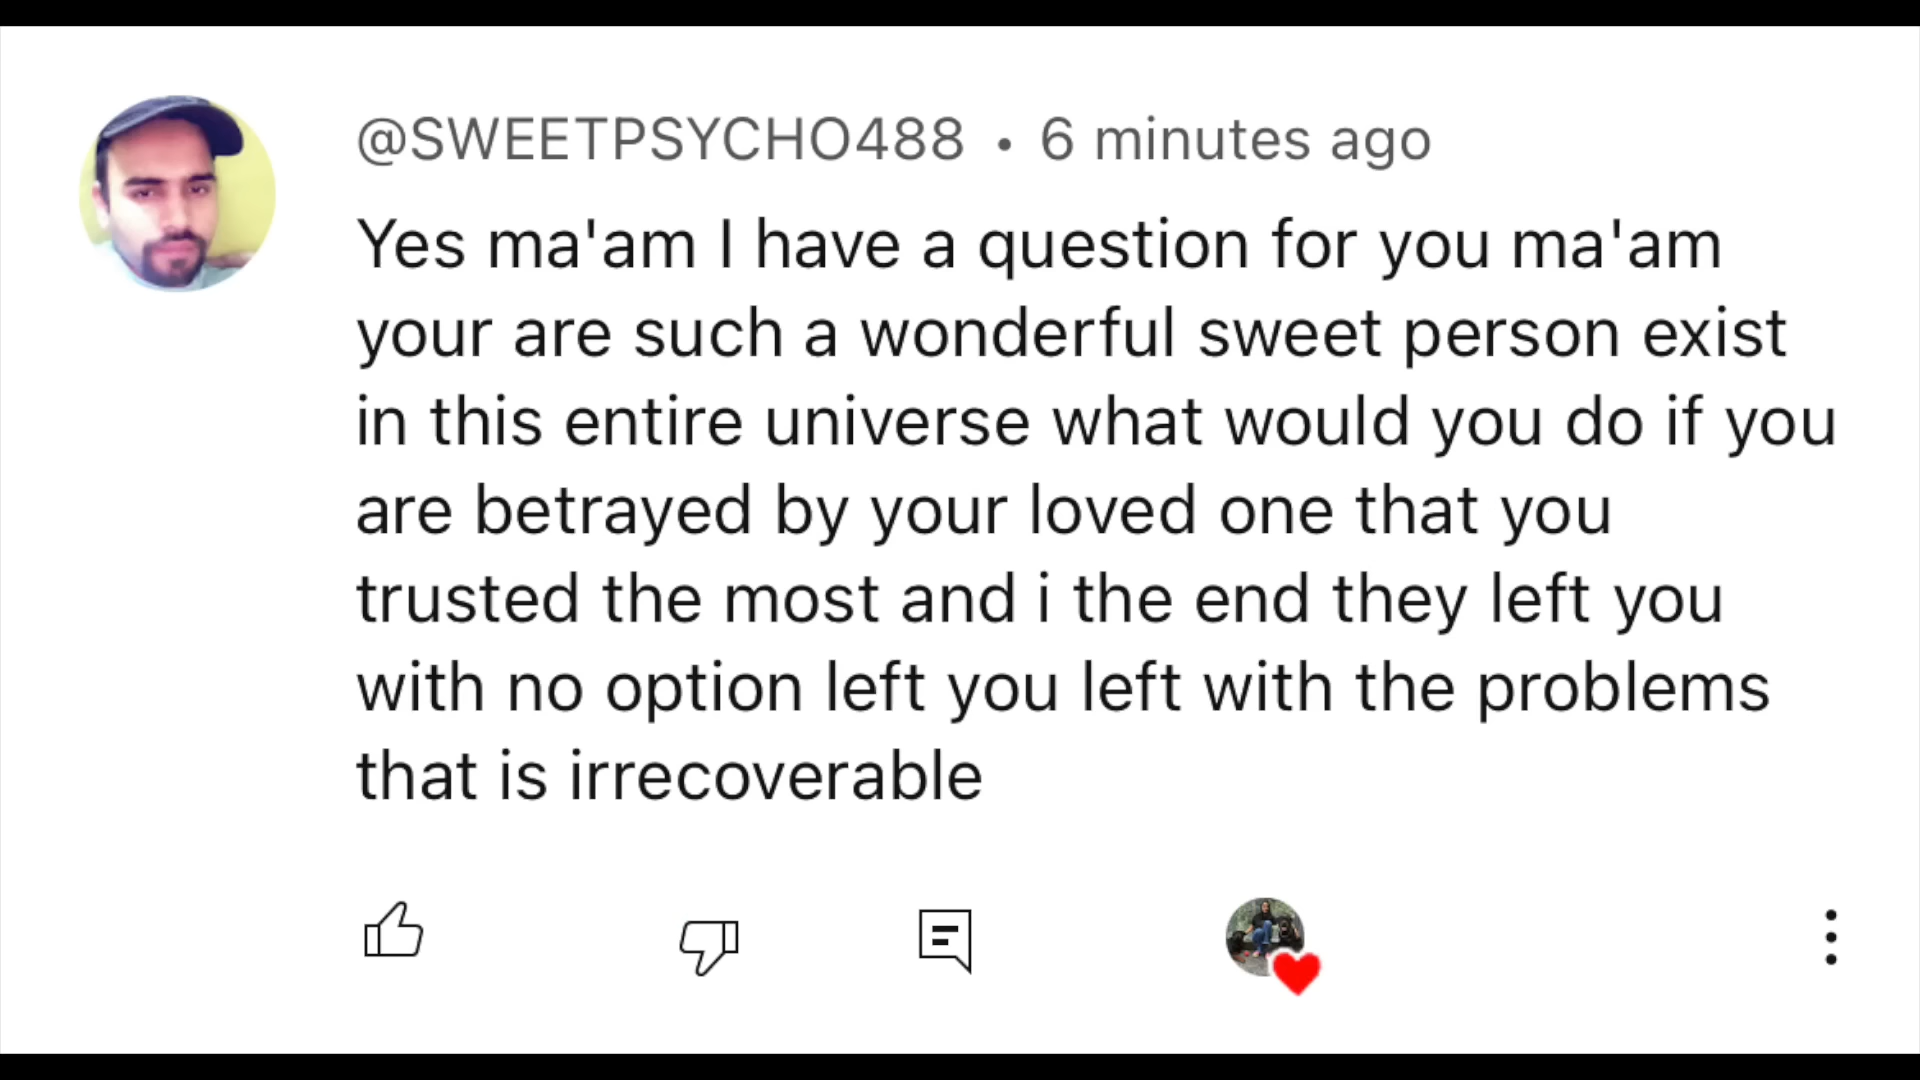 @SWEETPSYCHO488 • 6 minutes ago
Yes ma'am I have a question for you ma'am
your are such a wonderful sweet person exist
in this entire universe what would you do if you
are betrayed by your loved one that you
trusted the most and i the end they left you
with no option left you left with the problems
that is irrecoverable